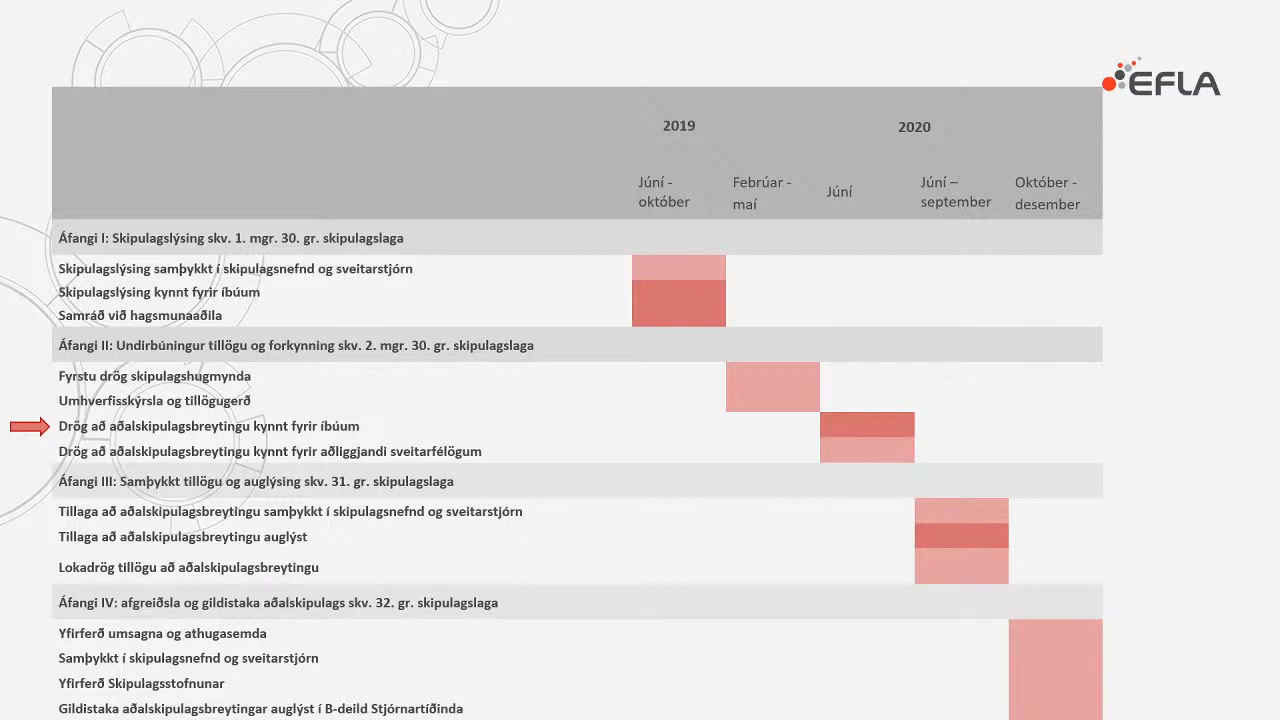 EFLA
2019
2020
Júní -
október
Febrúar -
maí
Júní
Júní –
september
Október -
desember
Áfangi I: Skipulagslýsing skv. 1. mgr. 30. gr. skipulagslaga
Skipulagslýsing samþykkt í skipulagsnefnd og sveitarstjórn
Skipulagslýsing kynnt fyrir íbúum
Samráð við hagsmunaaðila
Áfangi II: Undirbúningur tillögu og forkynning skv. 2. mgr. 30. gr. skipulagslaga
Fyrstu drög skipulagshugmynda
Umhverfisskýrsla og tillögugerð
Drög að aðalskipulagsbreytingu kynnt fyrir íbúum
Drög að aðalskipulagsbreytingu kynnt fyrir aðliggjandi sveitarfélögum
Áfangi III: Samþykkt tillögu og auglýsing skv. 31. gr. skipulagslaga
Tillaga að aðalskipulagsbreytingu samþykkt í skipulagsnefnd og sveitarstjórn
Tillaga að aðalskipulagsbreytingu auglýst
Lokadrög tillögu að aðalskipulagsbreytingu
Áfangi IV: afgreiðsla og gildistaka aðalskipulags skv. 32. gr. skipulagslaga
Yfirferð umsagna og athugasemda
Samþykkt í skipulagsnefnd og sveitarstjórn
Yfirferð Skipulagsstofnunar
Gildistaka aðalskipulagsbreytingar auglýst í B-deild Stjórnartíðinda